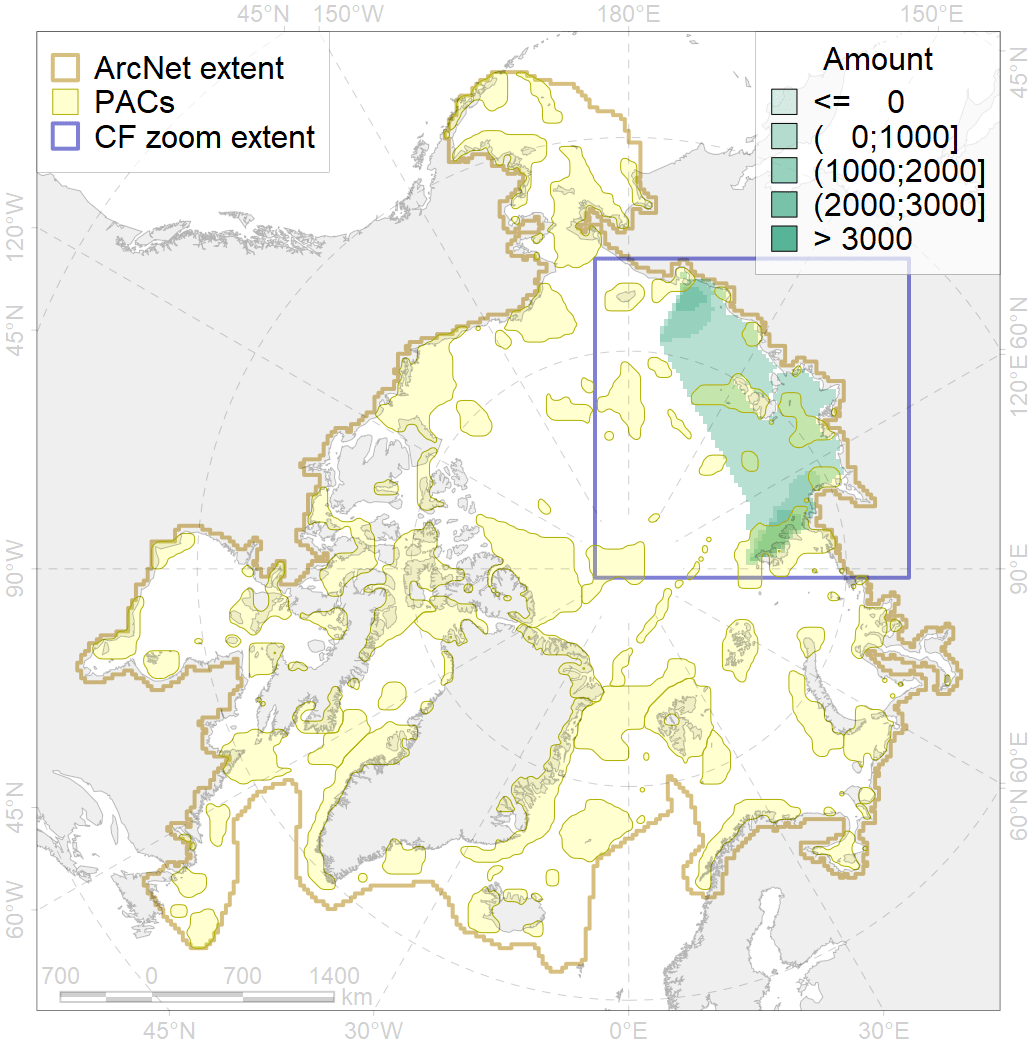 45°N 150°W 180°E 150°E
ArcNet extent
PACs
CF zoom extent
Amount
<= 0
( 0;1000]
(1000;2000]
(2000;3000]
> 3000
45°N
120°W
45°N
90°W
45°N
60°W
60°N
120°E
90°E
60°E
60°N
700 0 700 1400
km
45°N 30°W 0°E 30°E